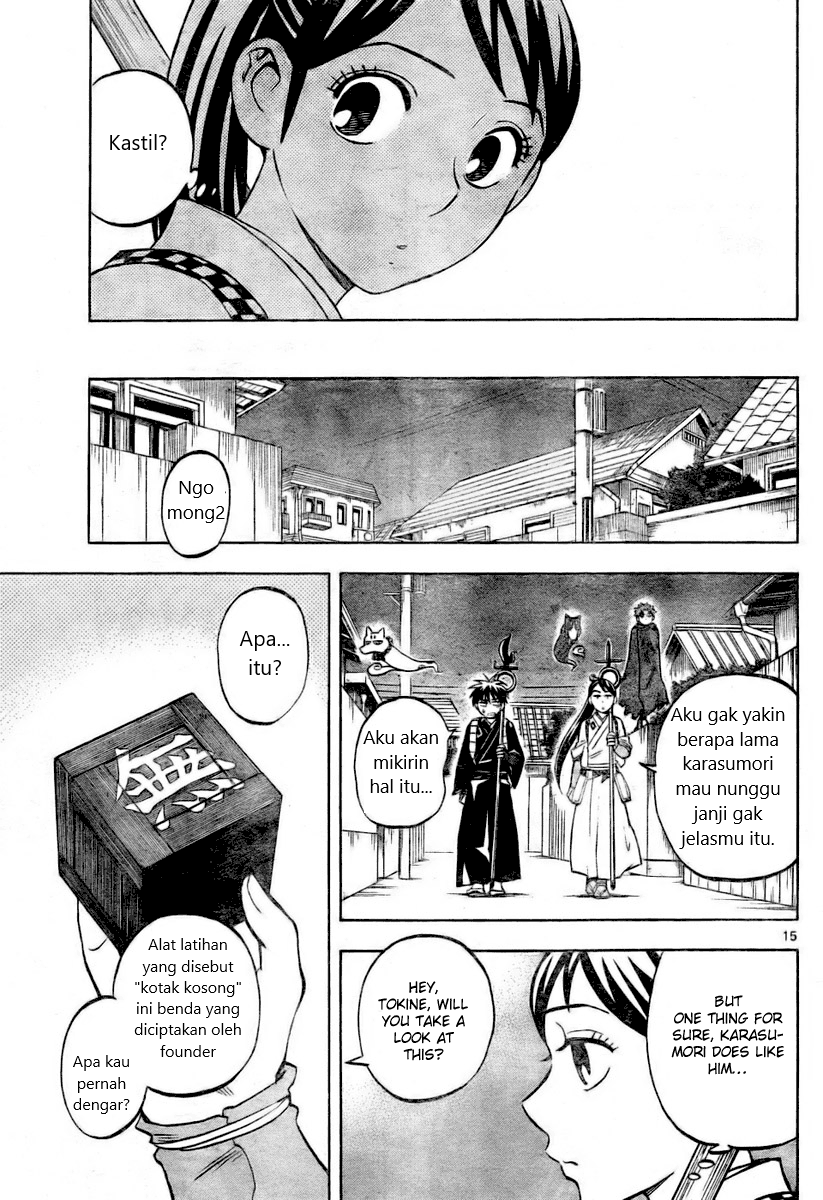 Kastil?
Ngo
mong2
Aku gak yakin
berapa lama
karasumori
mau nunggu
janji gak
jelasmu itu.
Aku akan
mikirin
hal itu...
15
BUT
ONE THING FOR
SURE, KARASU-
MORI DOES LIKE
HIM...
HEY,
TOKINE, WILL
YOU TAKE A
LOOK AT
THIS?
Apa...
itu?
無
Alat latihan
yang disebut
"kotak kosong"
ini benda yang
diciptakan oleh
founder
Apa kau
pernah
dengar?